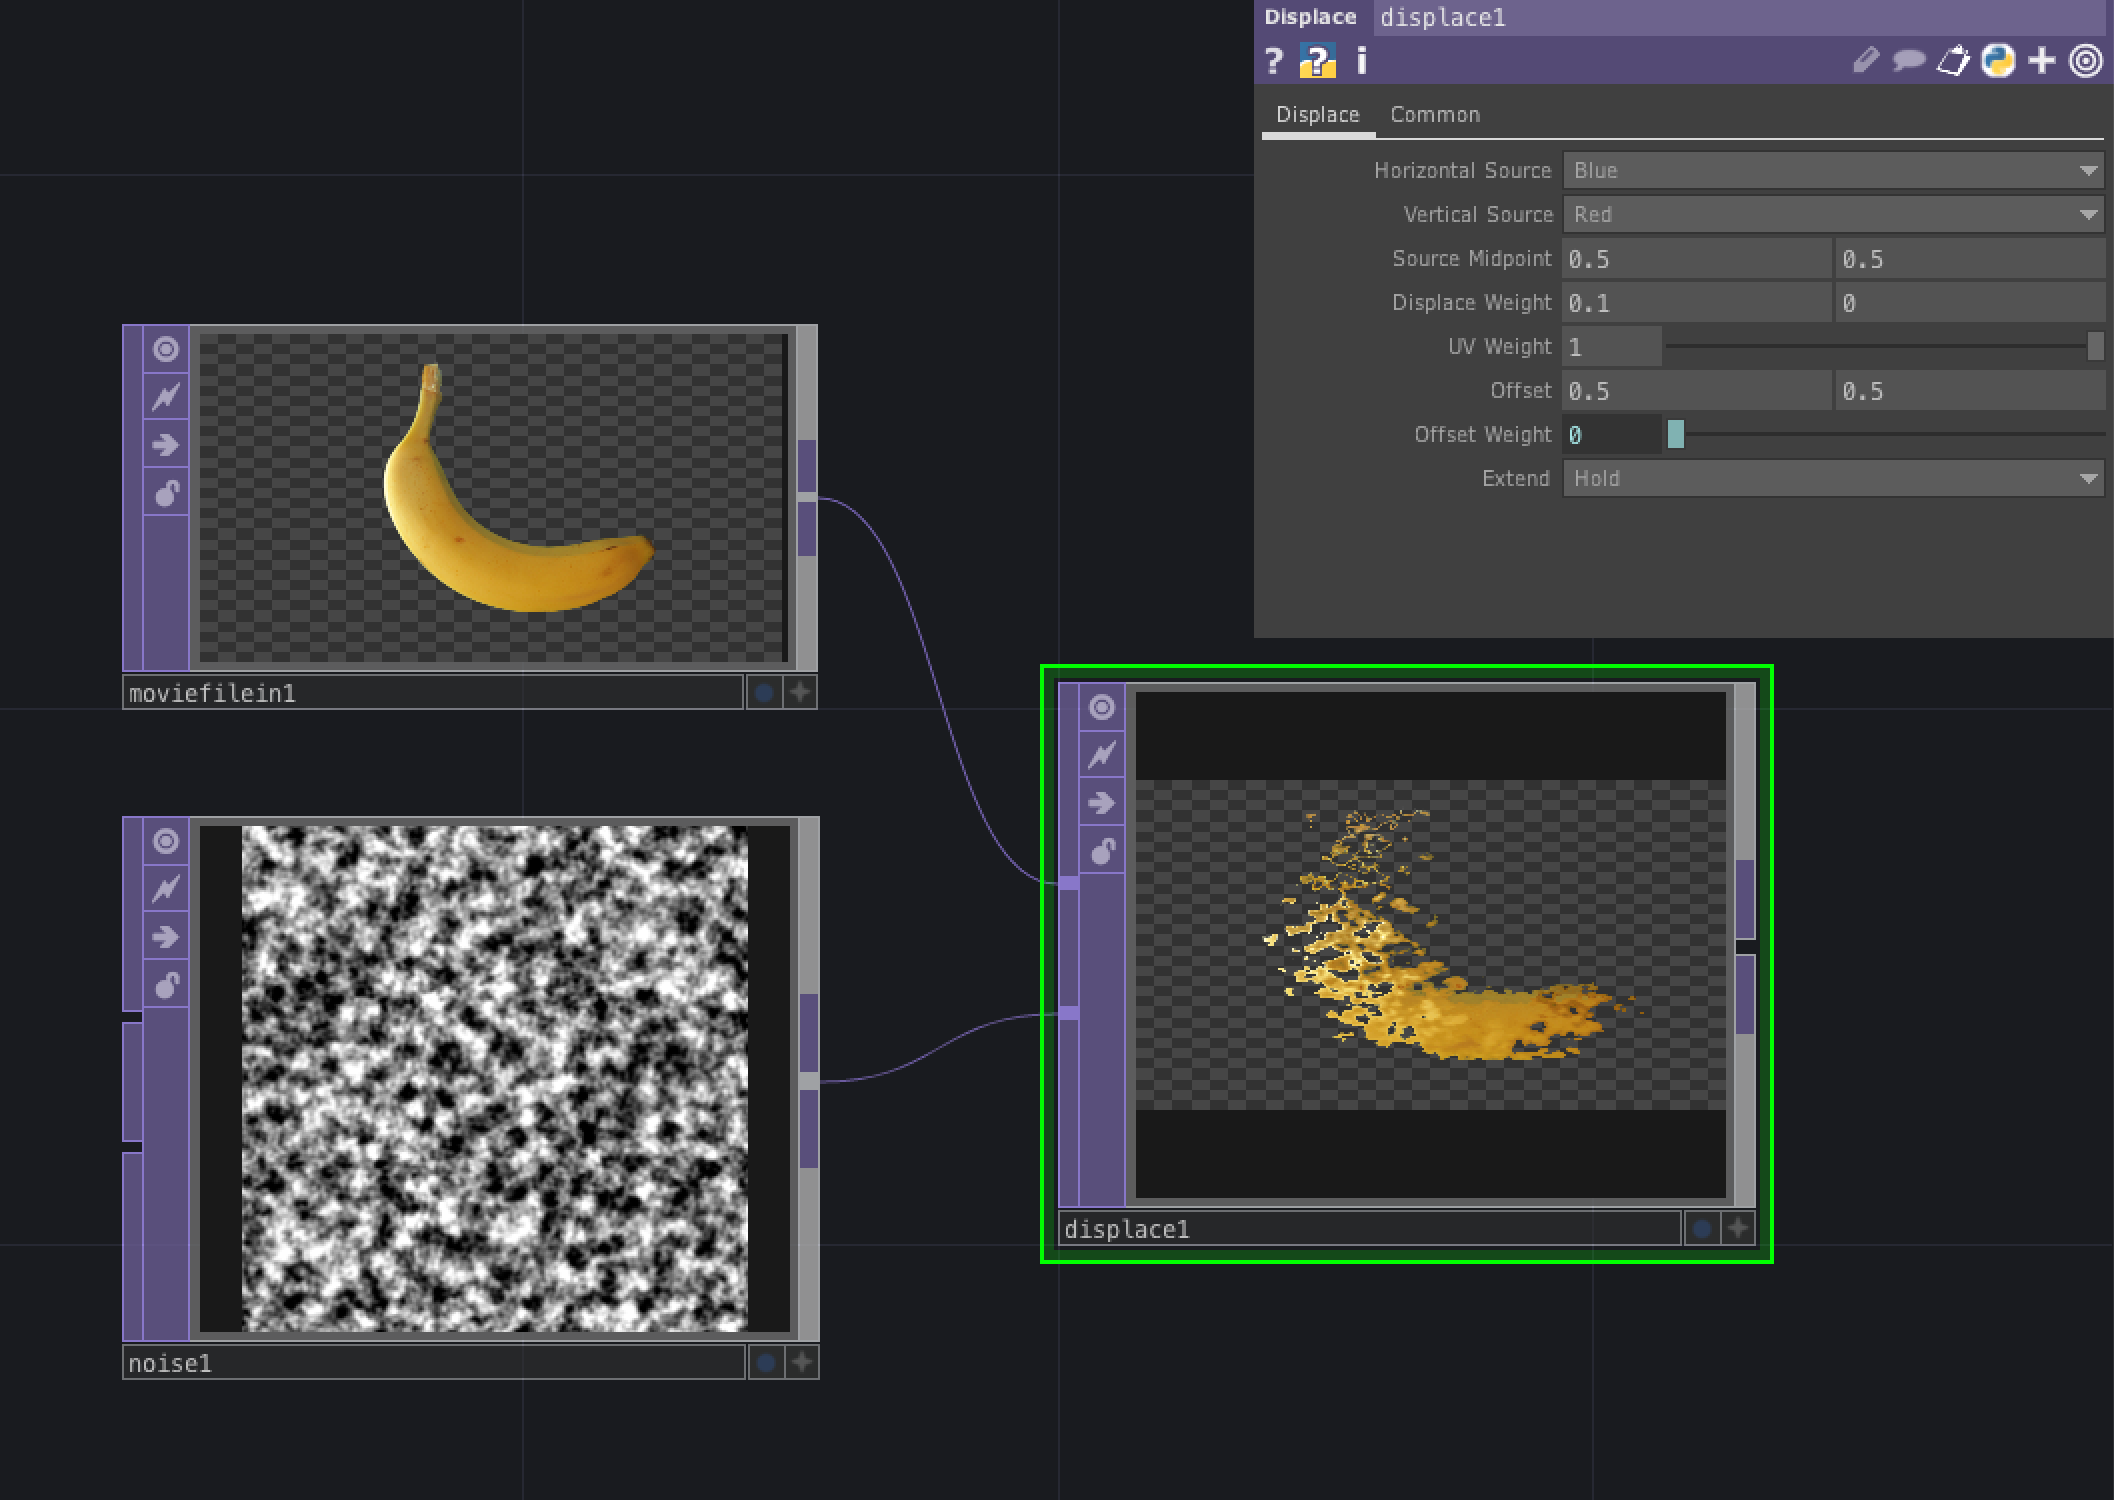 Displace displace1
? ? i
Displace Common
Horizontal Source Blue
Vertical Source Red
Source Midpoint 0.5 0.5
Displace Weight 0.1 0
UV Weight 1
Offset 0.5 0.5
Offset Weight 0
Extend Hold
moviefilein1
displace1
noise1